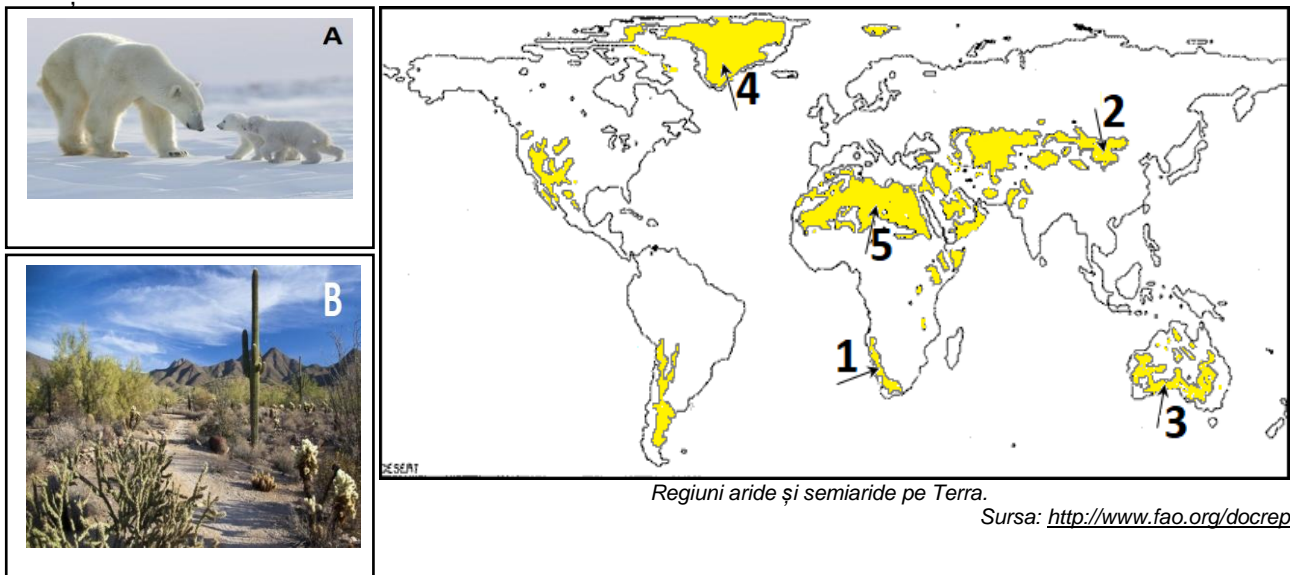 A
B
4
2
5
1
3
DESERT
Regiuni aride și semiaride pe Terra.
Sursa: http://www.fao.org/docrep